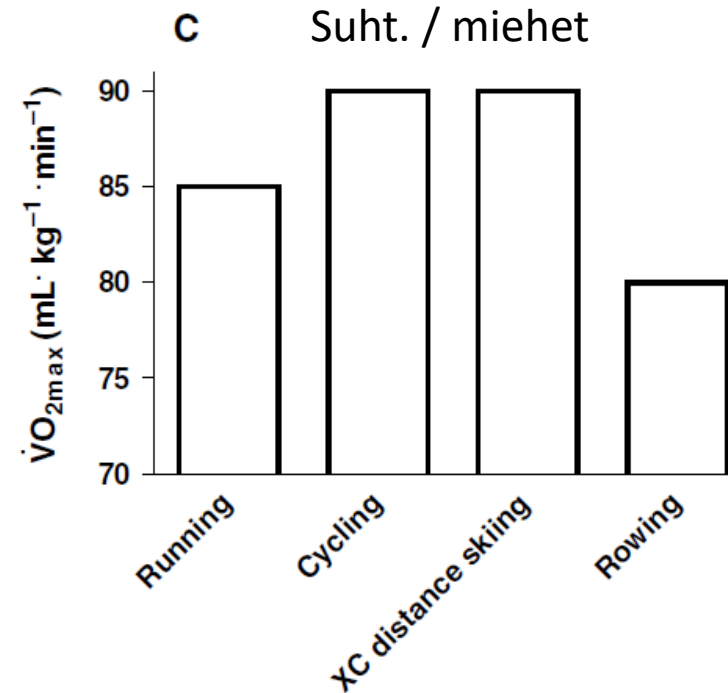 C Suht. / miehet
V̇O₂max (mL· kg⁻¹ ·min⁻¹)
90
85
80
75
70
Running
Cycling
XC distance skiing
Rowing